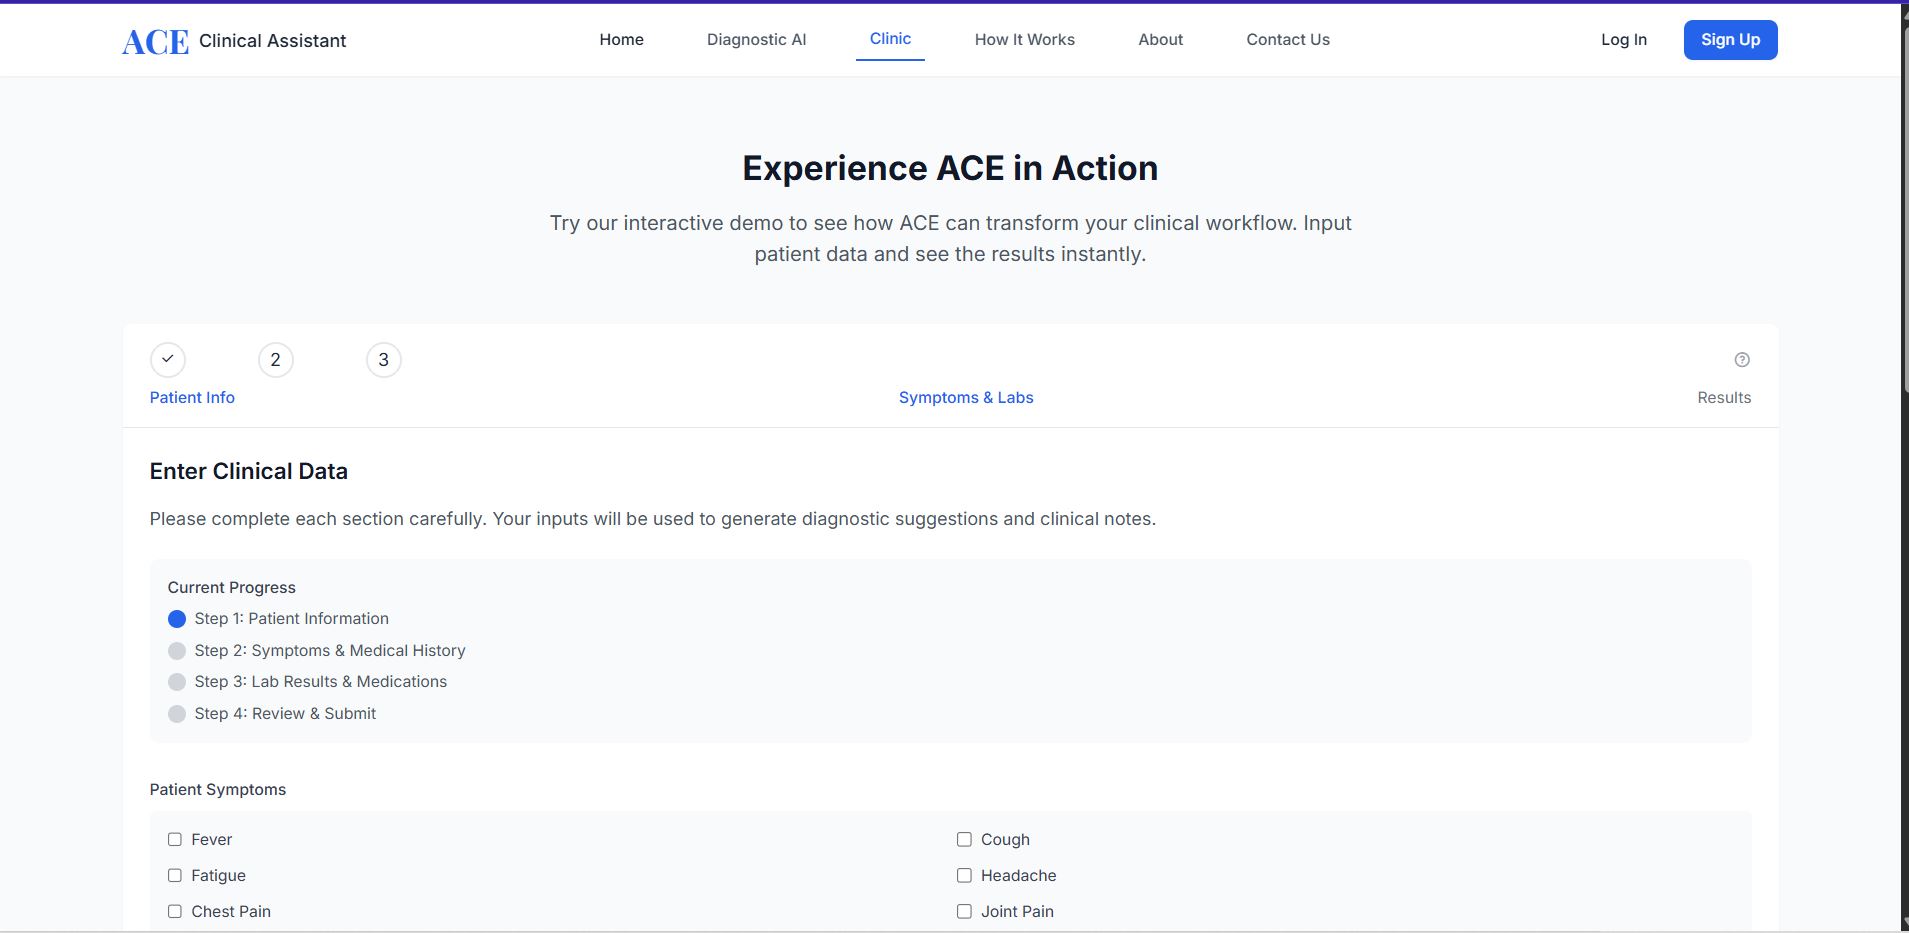 ACE Clinical Assistant Home Diagnostic AI Clinic How It Works About Contact Us Log In Sign Up
Experience ACE in Action
Try our interactive demo to see how ACE can transform your clinical workflow. Input
patient data and see the results instantly.
2 3
Patient Info Symptoms & Labs Results
Enter Clinical Data
Please complete each section carefully. Your inputs will be used to generate diagnostic suggestions and clinical notes.
Current Progress
Step 1: Patient Information
Step 2: Symptoms & Medical History
Step 3: Lab Results & Medications
Step 4: Review & Submit
Patient Symptoms
Fever Cough
Fatigue Headache
Chest Pain Joint Pain